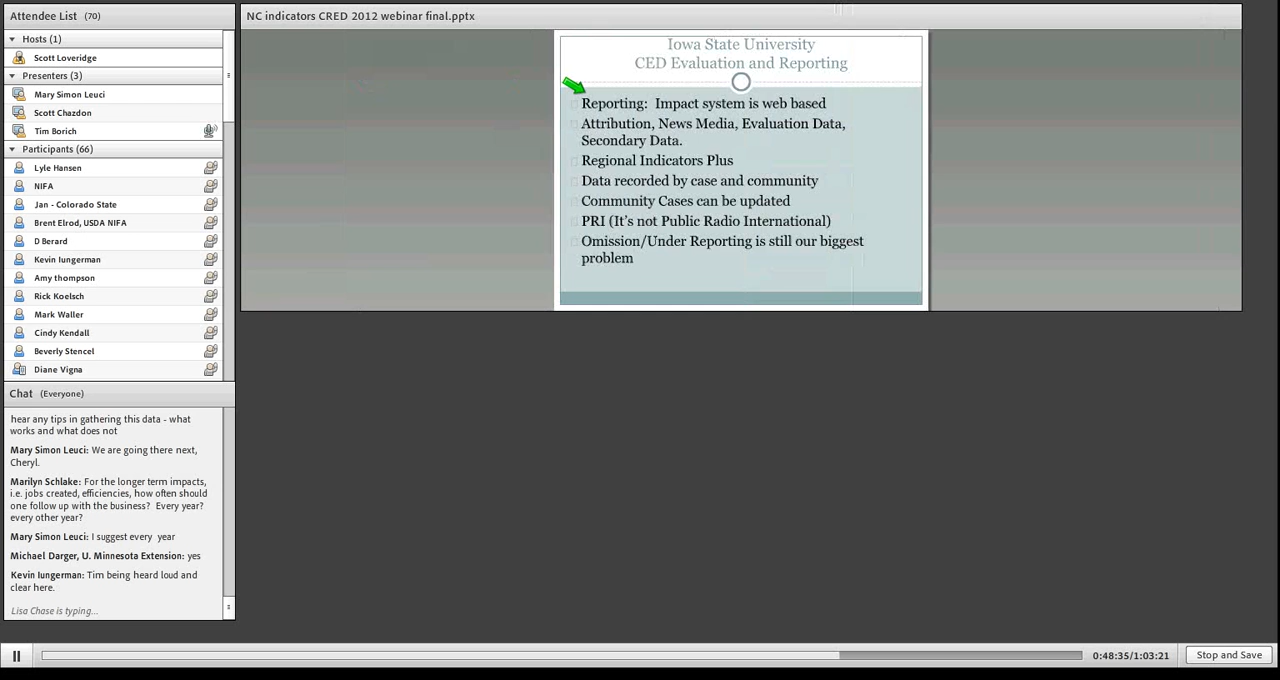 Attendee List (70)
Hosts (1)
Scott Loveridge
Presenters (3)
Mary Simon Leuci
Scott Chazdon
Tim Borich
Participants (66)
Lyle Hansen
NIFA
Jan - Colorado State
Brent Elrod, USDA NIFA
D Berard
Kevin Iungerman
Amy thompson
Rick Koelsch
Mark Waller
Cindy Kendall
Beverly Stencel
Diane Vigna
Chat (Everyone)
hear any tips in gathering this data - what
works and what does not
Mary Simon Leuci: We are going there next,
Cheryl.
Marilyn Schlake: For the longer term impacts,
i.e. jobs created, efficiencies, how often should
one follow up with the business? Every year?
every other year?
Mary Simon Leuci: I suggest every year
Michael Darger, U. Minnesota Extension: yes
Kevin Iungerman: Tim being heard loud and
clear here.
Lisa Chase is typing...
NC indicators CRED 2012 webinar final.pptx
Iowa State University
CED Evaluation and Reporting
Reporting: Impact system is web based
Attribution, News Media, Evaluation Data,
Secondary Data.
Regional Indicators Plus
Data recorded by case and community
Community Cases can be updated
PRI (It's not Public Radio International)
Omission/Under Reporting is still our biggest
problem
0:48:35/1:03:21
Stop and Save